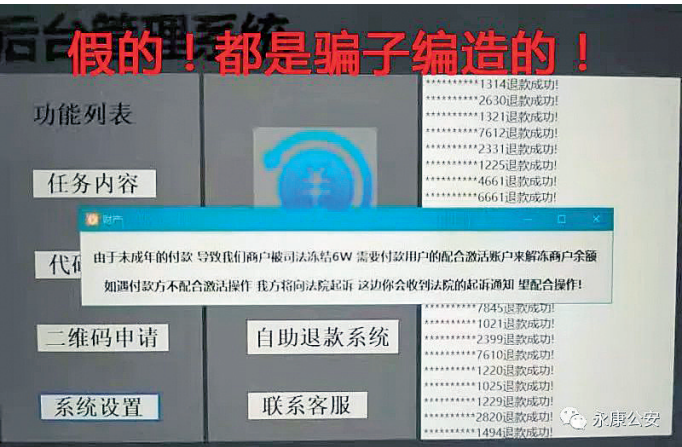 后台管理系统
假的！都是骗子编造的！
功能列表
任务内容
代
二维码申请
系统设置
¥
自助退款系统
联系客服
财产
由于未成年的付款 导致我们商户被司法冻结6W 需要付款用户的配合激活账户来解冻商户余额
如遇付款方不配合激活操作 我方将向法院起诉 这边你会收到法院的起诉通知 望配合操作!
**********1314退款成功!
**********2630退款成功!
**********1321退款成功!
**********7612退款成功!
**********2331退款成功!
**********1225退款成功!
**********4661退款成功!
**********6661退款成功!
**********7845退款成功!
**********1021退款成功!
**********2399退款成功!
**********7610退款成功!
**********1220退款成功!
**********1025退款成功!
**********1229退款成功!
**********2820退款成功!
**********1494退款成功!
永康公安